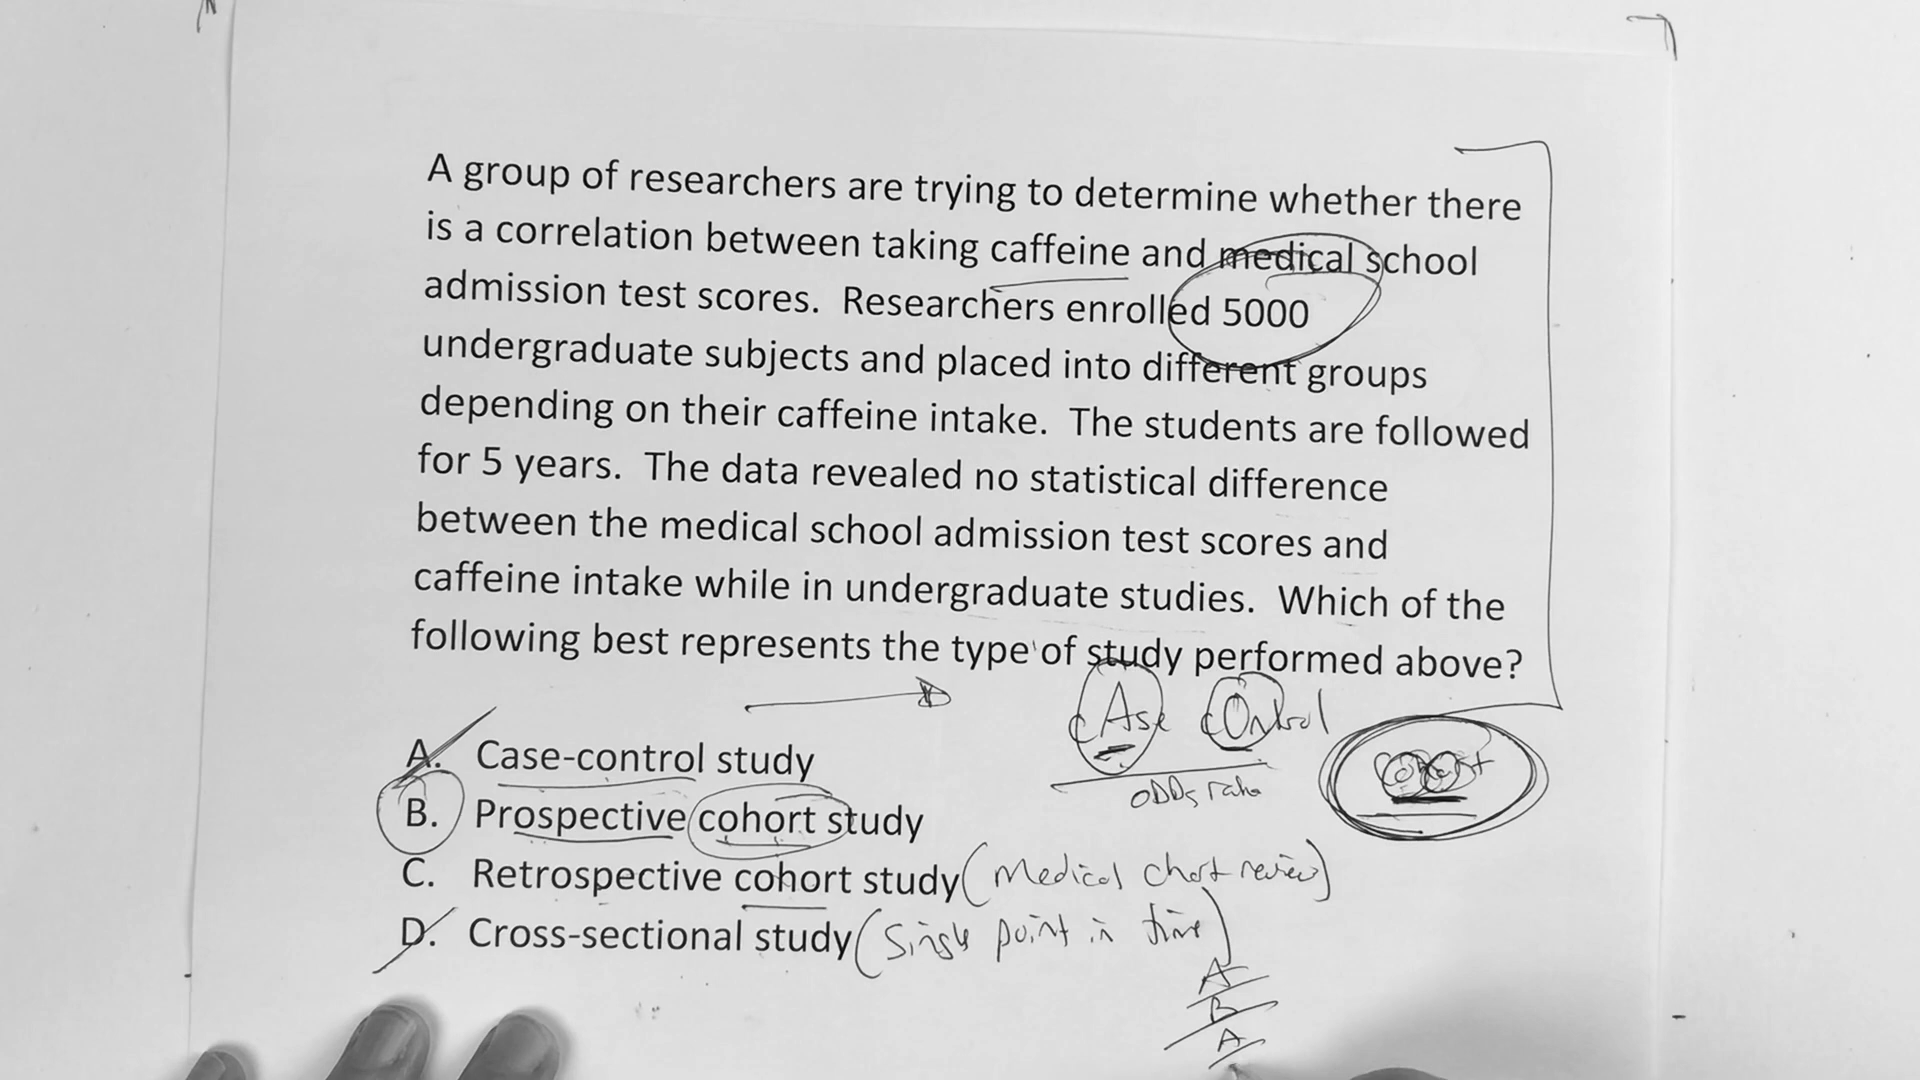 A group of researchers are trying to determine whether there
is a correlation between taking caffeine and medical school
admission test scores. Researchers enrolled 5000
undergraduate subjects and placed into different groups
depending on their caffeine intake. The students are followed
for 5 years. The data revealed no statistical difference
between the medical school admission test scores and
caffeine intake while in undergraduate studies. Which of the
following best represents the type of study performed above?
cAse cOntrol
ODDs ratio
cohort
A. Case-control study
B. Prospective cohort study
C. Retrospective cohort study (Medical chart review)
D. Cross-sectional study (Single point in time)
A
B
A